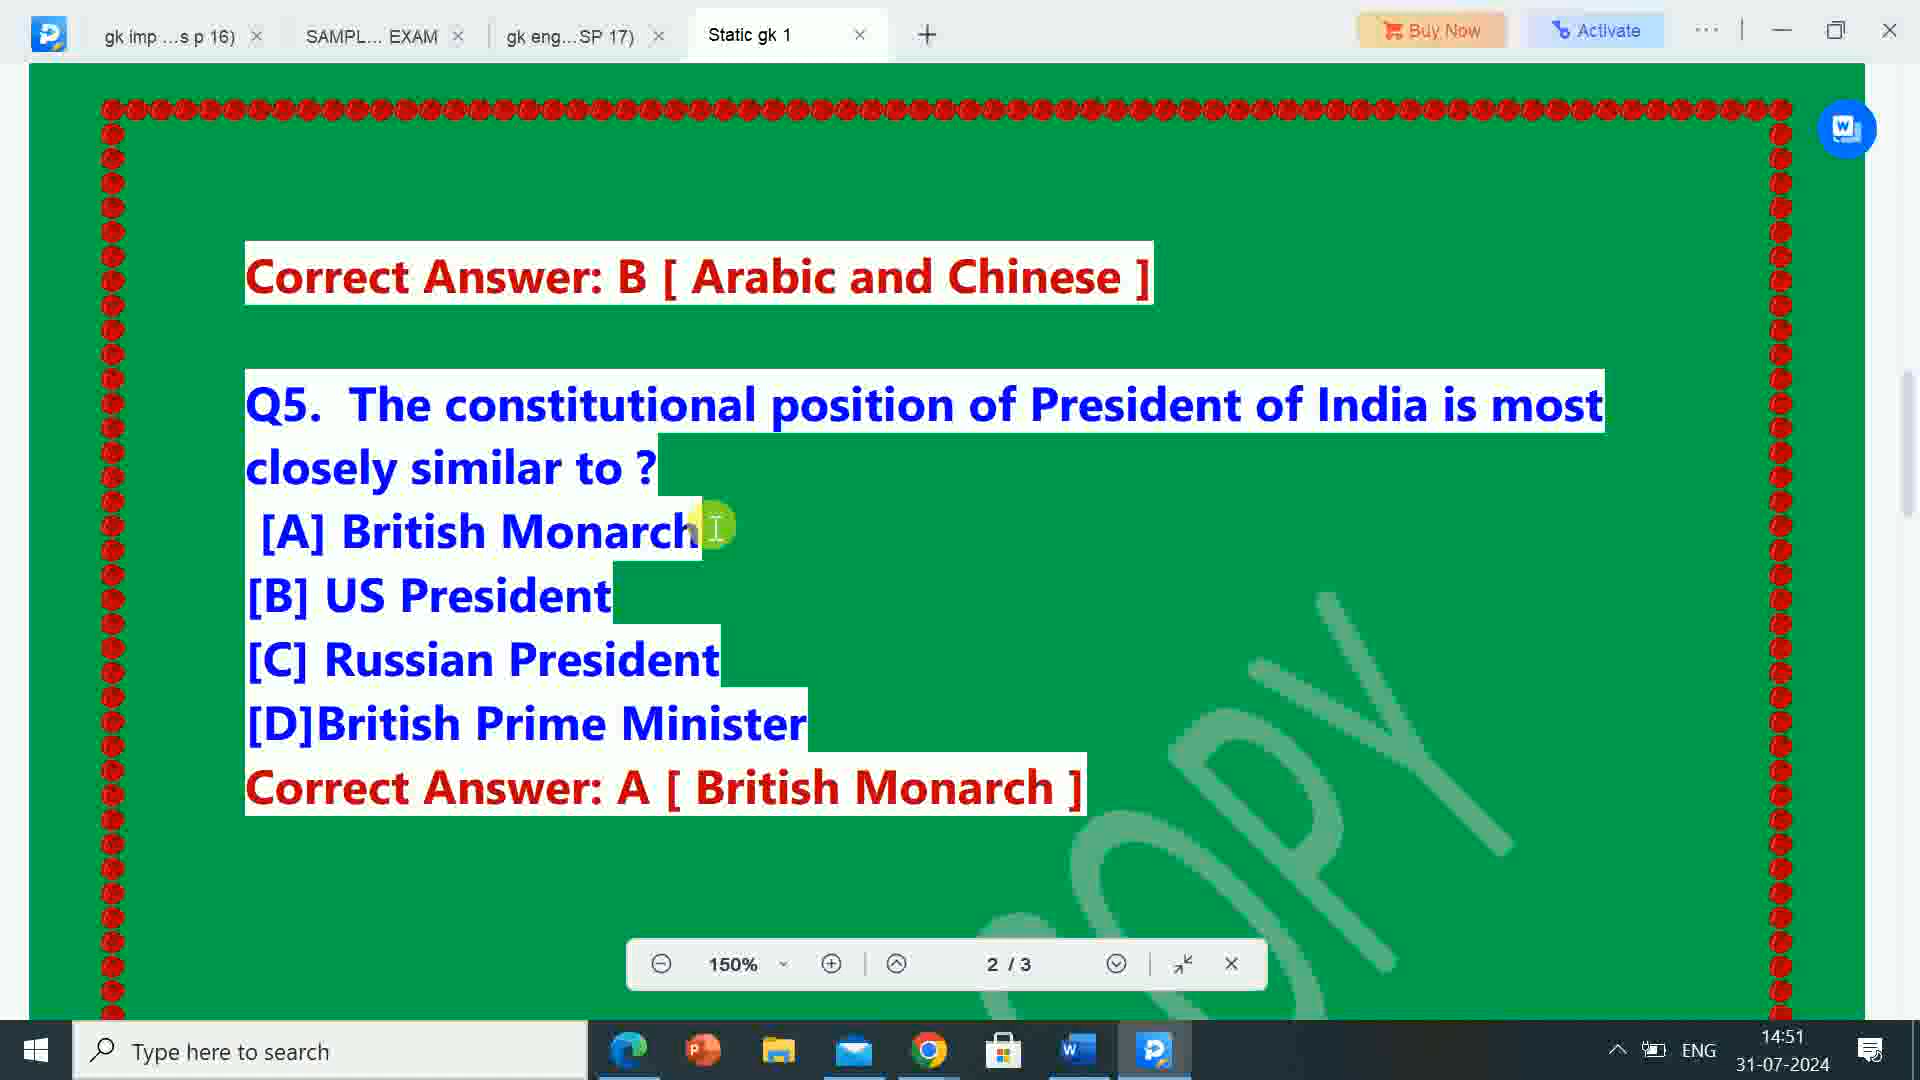 gk imp ...s p 16)
SAMPL... EXAM
gk eng...SP 17)
Static gk 1
Buy Now
Activate
Correct Answer: B [ Arabic and Chinese ]
Q5.  The constitutional position of President of India is most
closely similar to ?
[A] British Monarch
[B] US President
[C] Russian President
[D]British Prime Minister
Correct Answer: A [ British Monarch ]
OPY
150%
2 / 3
Type here to search
ENG
14:51
31-07-2024